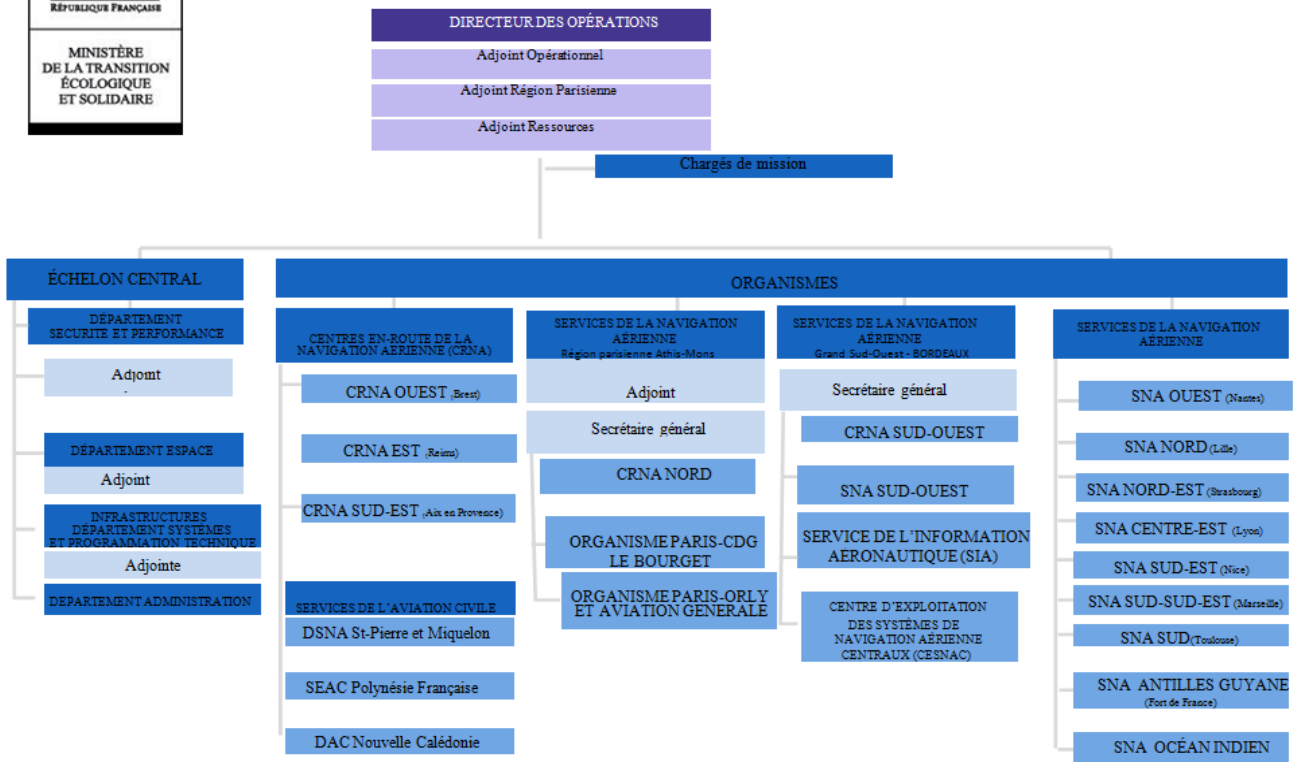 RÉPUBLIQUE FRANÇAISE
MINISTÈRE
DE LA TRANSITION
ÉCOLOGIQUE
ET SOLIDAIRE
DIRECTEUR DES OPÉRATIONS
Adjoint Opérationnel
Adjoint Région Parisienne
Adjoint Ressources
Chargés de mission
ÉCHELON CENTRAL
DÉPARTEMENT
SECURITE ET PERFORMANCE
Adjoint
DÉPARTEMENT ESPACE
Adjoint
INFRASTRUCTURES
DÉPARTEMENT SYSTÈMES
ET PROGRAMMATION TECHNIQUE
Adjointe
DEPARTEMENT ADMINISTRATION
ORGANISMES
CENTRES EN-ROUTE DE LA
NAVIGATION AERIENNE (CRNA)
CRNA OUEST (Brest)
CRNA EST (Reims)
CRNA SUD-EST (Aix en Provence)
SERVICES DE L'AVIATION CIVILE
DSNA St-Pierre et Miquelon
SEAC Polynésie Française
DAC Nouvelle Calédonie
SERVICES DE LA NAVIGATION
AÉRIENNE
Région parisienne Athis-Mons
Adjoint
Secrétaire général
CRNA NORD
ORGANISME PARIS-CDG
LE BOURGET
ORGANISME PARIS-ORLY
ET AVIATION GENERALE
SERVICES DE LA NAVIGATION
AÉRIENNE
Grand Sud-Ouest - BORDEAUX
Secrétaire général
CRNA SUD-OUEST
SNA SUD-OUEST
SERVICE DE L'INFORMATION
AÉRONAUTIQUE (SIA)
CENTRE D'EXPLOITATION
DES SYSTÈMES DE
NAVIGATION AÉRIENNE
CENTRAUX (CESNAC)
SERVICES DE LA NAVIGATION
AÉRIENNE
SNA OUEST (Nantes)
SNA NORD (Lille)
SNA NORD-EST (Strasbourg)
SNA CENTRE-EST (Lyon)
SNA SUD-EST (Nice)
SNA SUD-SUD-EST (Marseille)
SNA SUD (Toulouse)
SNA ANTILLES GUYANE
(Fort de France)
SNA OCÉAN INDIEN